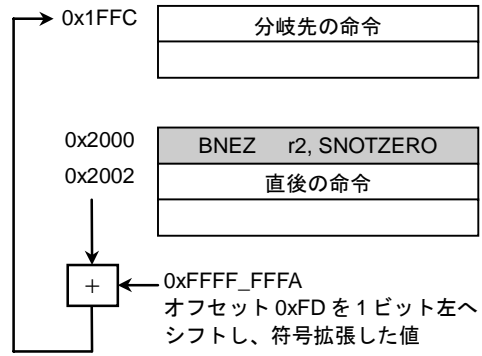 0x1FFC
分岐先の命令
0x2000
BNEZ r2, SNOTZERO
0x2002
直後の命令
+
0xFFFF_FFFA
オフセット 0xFD を 1 ビット左へ
シフトし、符号拡張した値